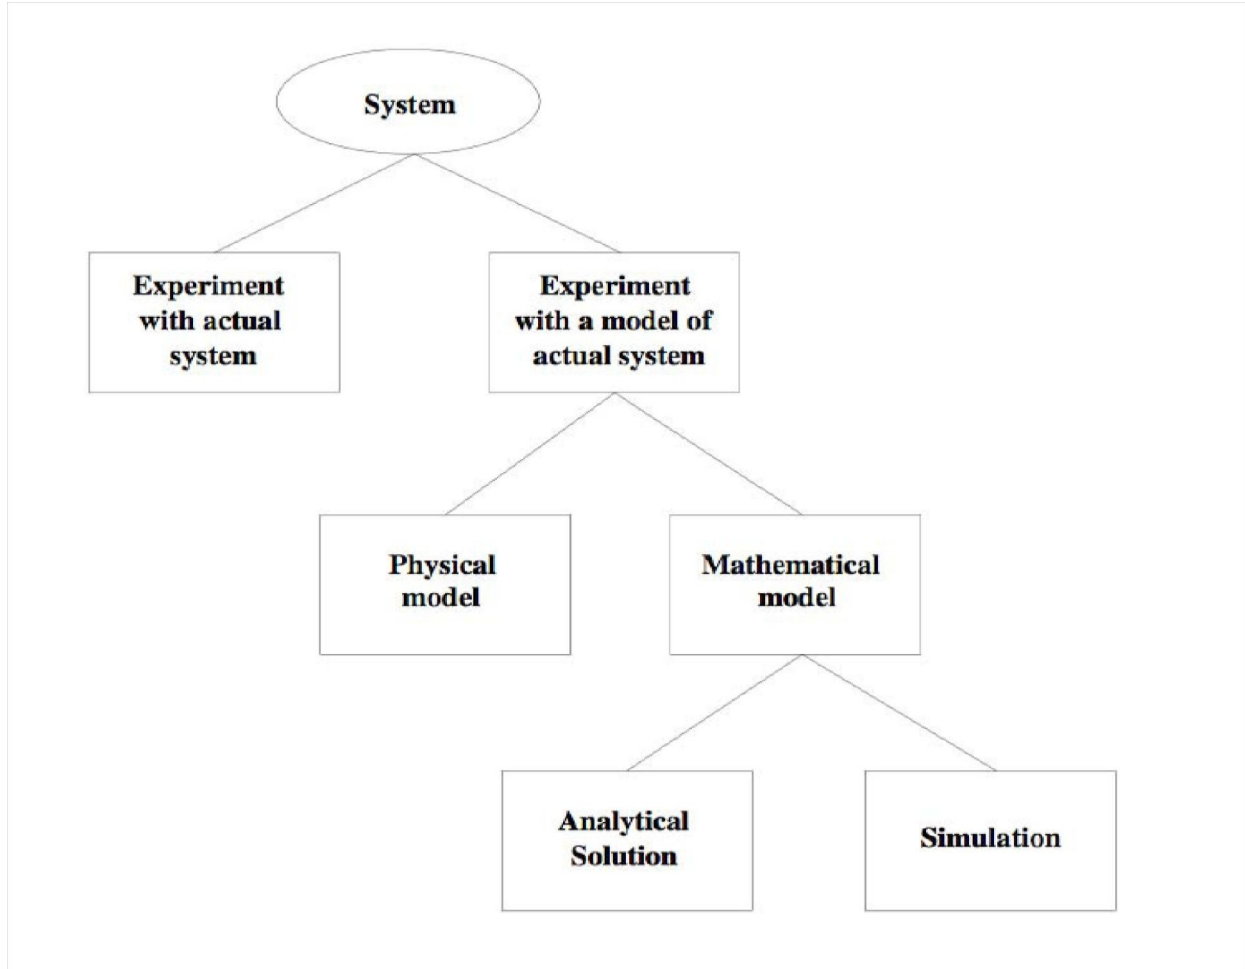 System
Experiment
with actual
system
Experiment
with a model of
actual system
Physical
model
Mathematical
model
Analytical
Solution
Simulation